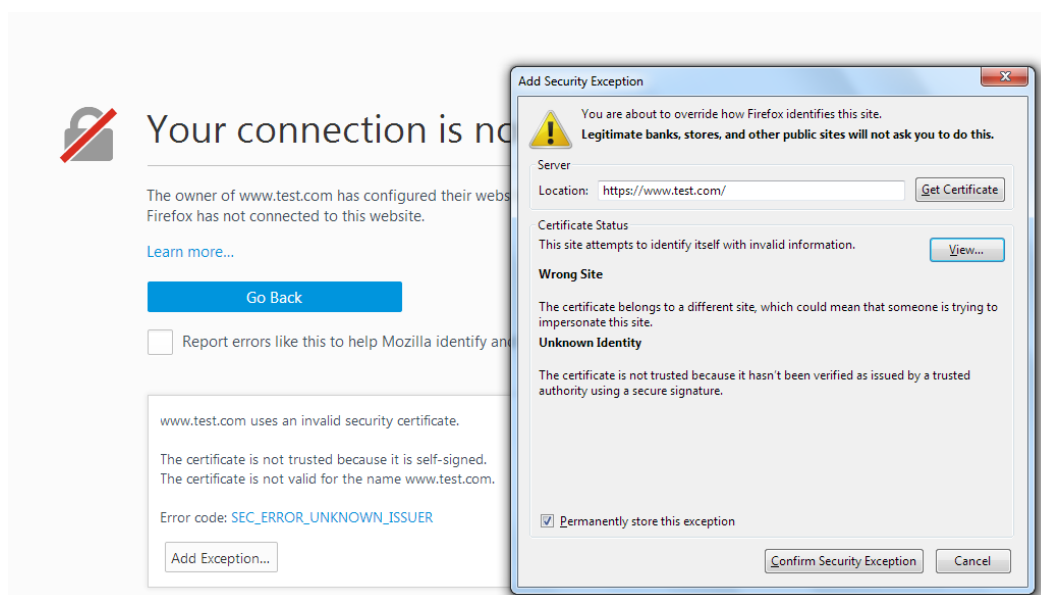 Your connection is no
The owner of www.test.com has configured their webs
Firefox has not connected to this website.
Learn more...
Go Back
Report errors like this to help Mozilla identify an
www.test.com uses an invalid security certificate.
The certificate is not trusted because it is self-signed.
The certificate is not valid for the name www.test.com.
Error code: SEC_ERROR_UNKNOWN_ISSUER
Add Exception...
Add Security Exception
You are about to override how Firefox identifies this site.
Legitimate banks, stores, and other public sites will not ask you to do this.
Server
Location: https://www.test.com/ Get Certificate
Certificate Status
This site attempts to identify itself with invalid information.
View...
Wrong Site
The certificate belongs to a different site, which could mean that someone is trying to
impersonate this site.
Unknown Identity
The certificate is not trusted because it hasn't been verified as issued by a trusted
authority using a secure signature.
Permanently store this exception
Confirm Security Exception Cancel